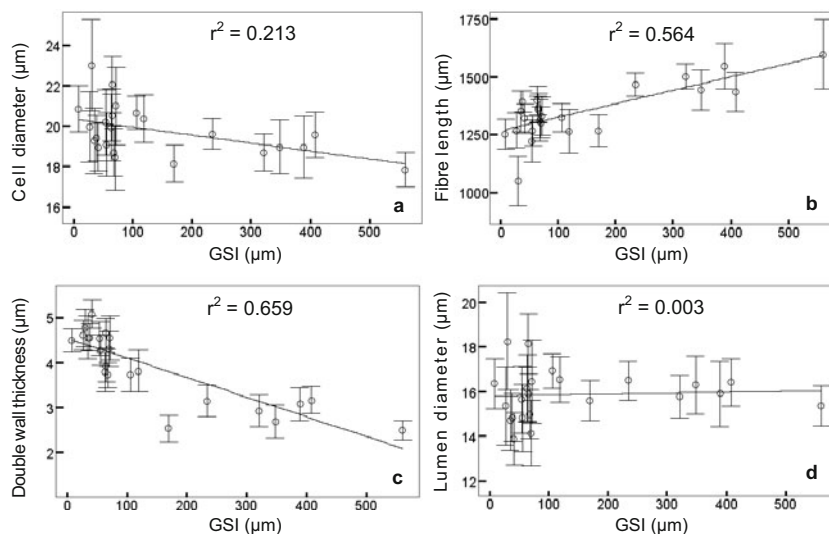 r² = 0.213
24
22
20
18
16
Cell diameter (µm)
0 100 200 300 400 500
GSI (µm)
a
r² = 0.564
1500
1250
1000
Fibre length (µm)
0 100 200 300 400 500
GSI (µm)
b
r² = 0.659
5
4
3
2
Double wall thickness (µm)
0 100 200 300 400 500
GSI (µm)
c
r² = 0.003
20
18
16
14
12
Lumen diameter (µm)
0 100 200 300 400 500
GSI (µm)
d